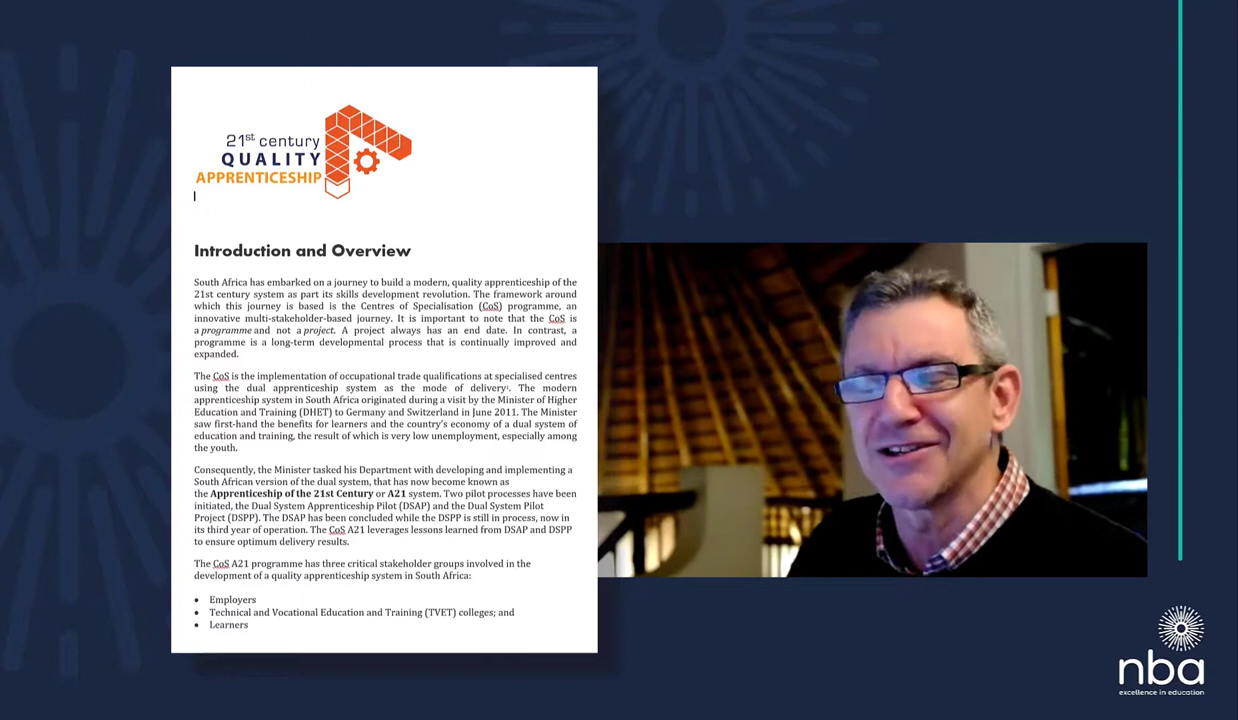 21st century
QUALITY
APPRENTICESHIP
Introduction and Overview
South Africa has embarked on a journey to build a modern, quality apprenticeship of the
21st century system as part its skills development revolution. The framework around
which this journey is based is the Centres of Specialisation (CoS) programme, an
innovative multi-stakeholder-based journey. It is important to note that the CoS is
a programme and not a project. A project always has an end date. In contrast, a
programme is a long-term developmental process that is continually improved and
expanded.
The CoS is the implementation of occupational trade qualifications at specialised centres
using the dual apprenticeship system as the mode of delivery¹. The modern
apprenticeship system in South Africa originated during a visit by the Minister of Higher
Education and Training (DHET) to Germany and Switzerland in June 2011. The Minister
saw first-hand the benefits for learners and the country's economy of a dual system of
education and training, the result of which is very low unemployment, especially among
the youth.
Consequently, the Minister tasked his Department with developing and implementing a
South African version of the dual system, that has now become known as
the Apprenticeship of the 21st Century or A21 system. Two pilot processes have been
initiated, the Dual System Apprenticeship Pilot (DSAP) and the Dual System Pilot
Project (DSPP). The DSAP has been concluded while the DSPP is still in process, now in
its third year of operation. The CoS A21 leverages lessons learned from DSAP and DSPP
to ensure optimum delivery results.
The CoS A21 programme has three critical stakeholder groups involved in the
development of a quality apprenticeship system in South Africa:
• Employers
• Technical and Vocational Education and Training (TVET) colleges; and
• Learners
nba
excellence in education